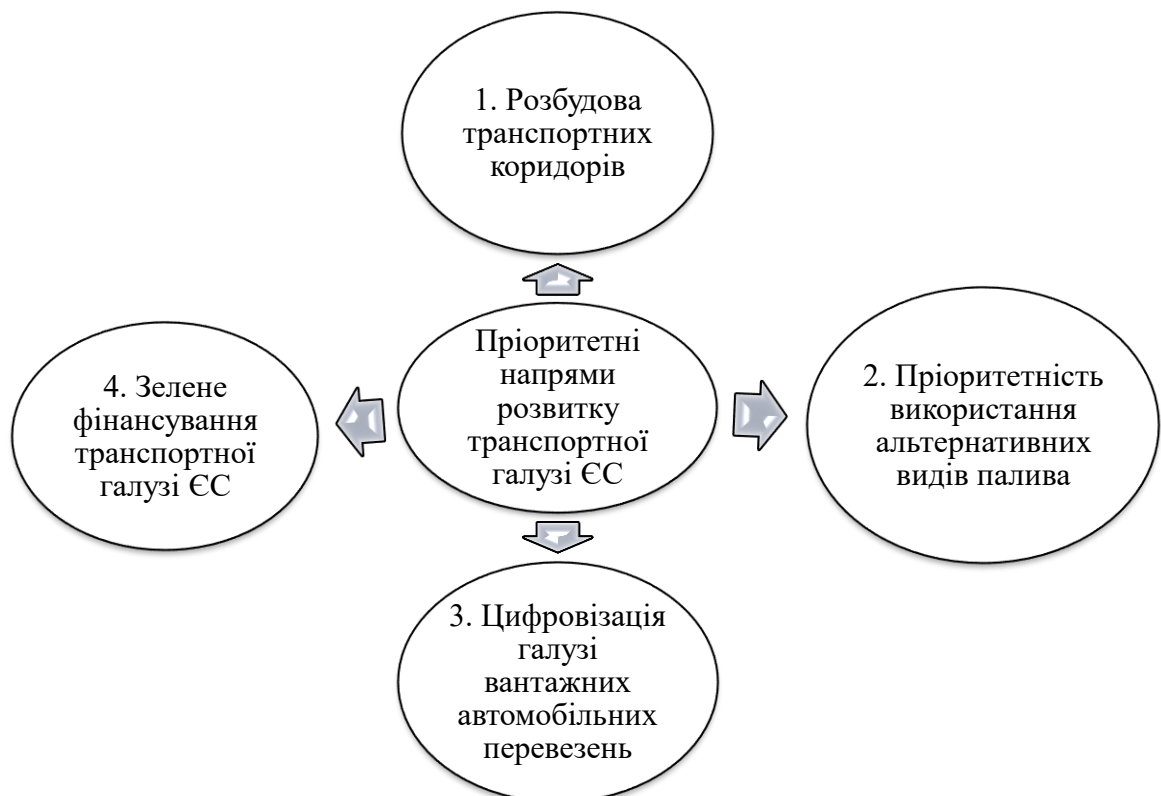 1. Розбудова
транспортних
коридорів
Пріоритетні
напрями
розвитку
транспортної
галузі ЄС
2. Пріоритетність
використання
альтернативних
видів палива
3. Цифровізація
галузі
вантажних
автомобільних
перевезень
4. Зелене
фінансування
транспортної
галузі ЄС